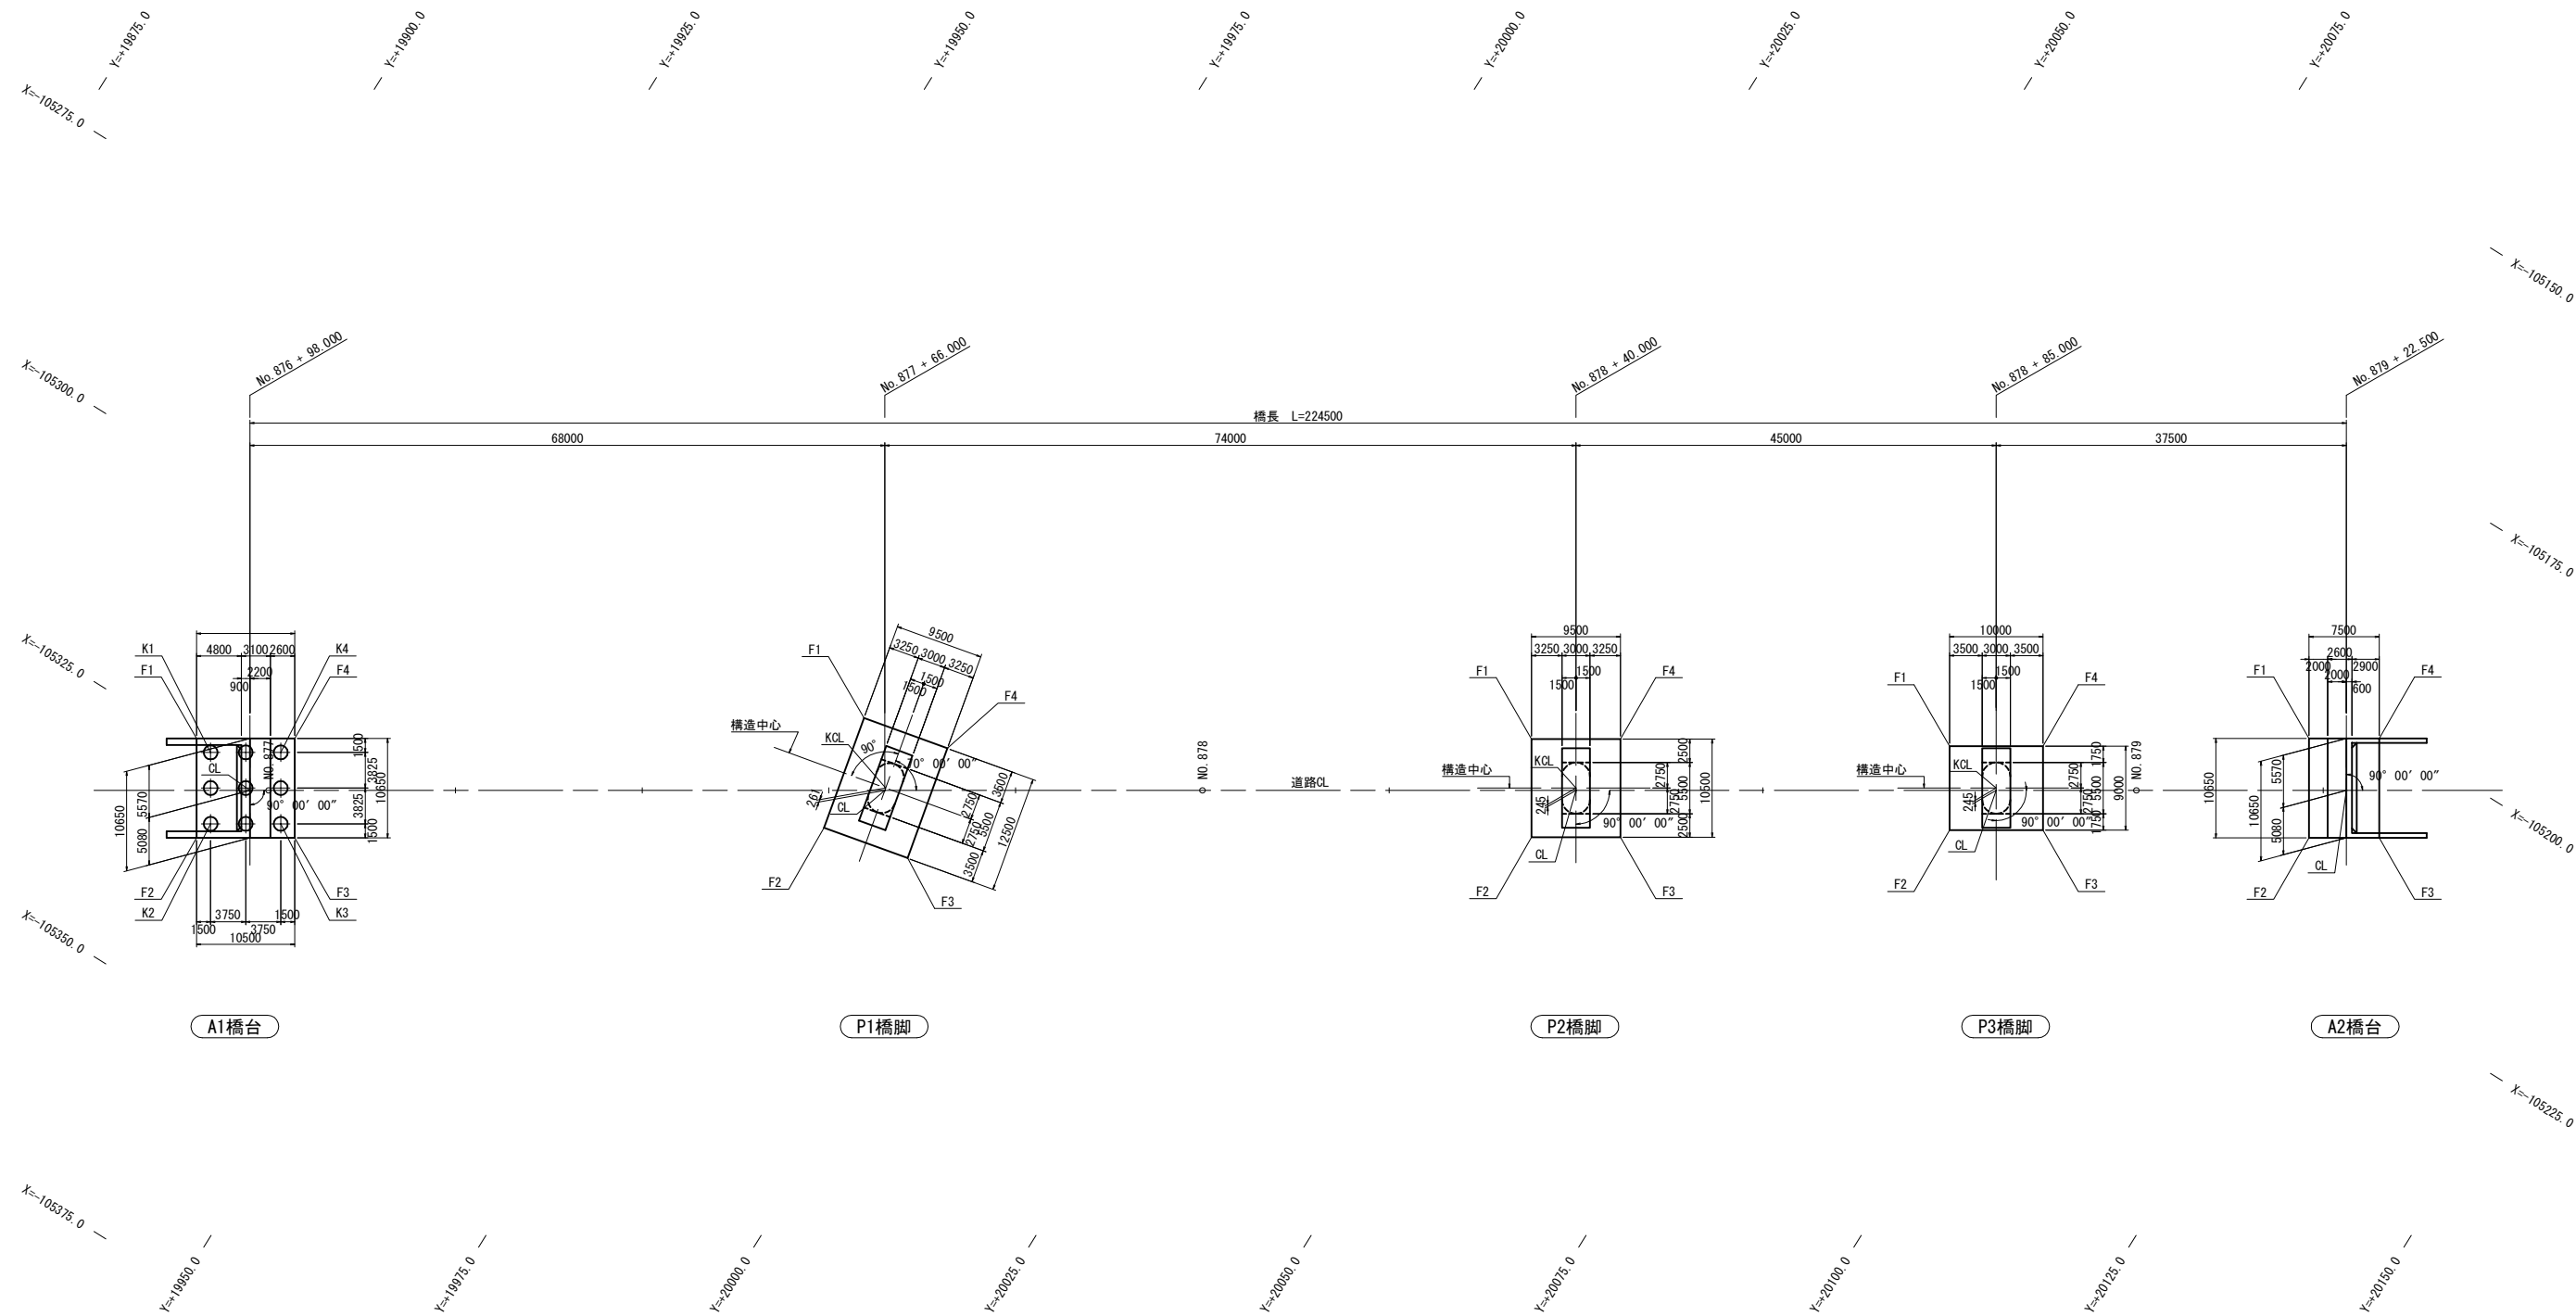 Y=+19875.0
Y=+19900.0
Y=+19925.0
Y=+19950.0
Y=+19975.0
Y=+20000.0
Y=+20025.0
Y=+20050.0
Y=+20075.0
X=-105275.0
X=-105300.0
X=-105325.0
X=-105350.0
X=-105375.0
X=-105150.0
X=-105175.0
X=-105200.0
X=-105225.0
No.876 + 98.000
No.877 + 66.000
No.878 + 40.000
No.878 + 85.000
No.879 + 22.500
橋長 L=224500
68000
74000
45000
37500
K1
F1
4800
3100
2600
2200
900
K4
F4
CL
NO.877
90° 00′ 00″
1500
3825
10650
3825
1500
10650
5570
5080
F2
K2
F3
K3
3750
1500
1500
3750
10500
F1
9500
3250
3000
3250
1500
1500
F4
構造中心
KCL
90°
70° 00′ 00″
261
CL
3500
2750
5500
2750
12500
3500
F2
F3
NO.878
道路CL
9500
3250
3000
3250
1500
1500
F1
F4
構造中心
KCL
245
90° 00′ 00″
CL
2500
2750
5500
2750
10500
2500
F2
F3
10000
3500
3000
3500
1500
1500
F1
F4
構造中心
KCL
245
90° 00′ 00″
CL
1750
2750
5500
2750
9000
1750
NO.879
F2
F3
7500
2600
2000
2900
2000
600
F1
F4
10650
10650
5570
5080
90° 00′ 00″
CL
F2
F3
A1橋台
P1橋脚
P2橋脚
P3橋脚
A2橋台
Y=+19950.0
Y=+19975.0
Y=+20000.0
Y=+20025.0
Y=+20050.0
Y=+20075.0
Y=+20100.0
Y=+20125.0
Y=+20150.0